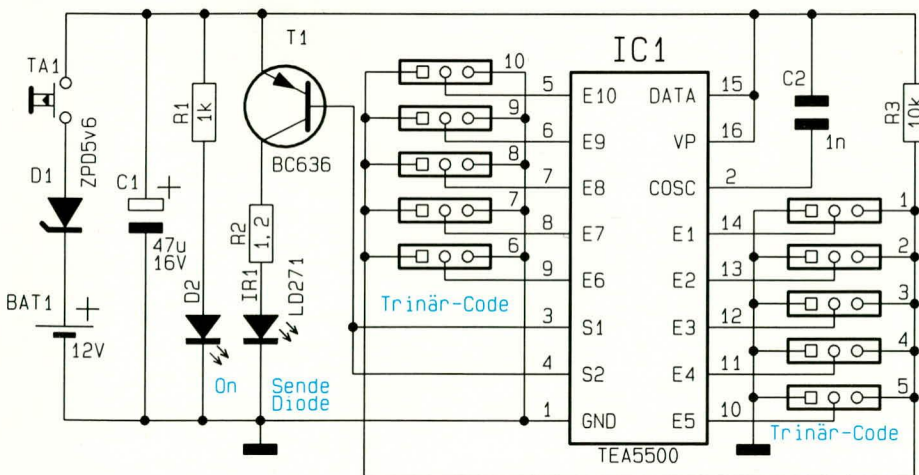 TA1
D1
ZPD5v6
BAT1
12V
C1
47u
16V
R1
1k
D2
On
T1
BC636
R2
1,2
IR1
LD271
Sende
Diode
10
9
8
7
6
Trinär-Code
IC1
5 E10 DATA 15
6 E9 VP 16
7 E8 COSC 2
8 E7 E1 14
9 E6 E2 13
3 S1 E3 12
4 S2 E4 11
1 GND E5 10
TEA5500
C2
1n
R3
10k
1
2
3
4
5
Trinär-Code